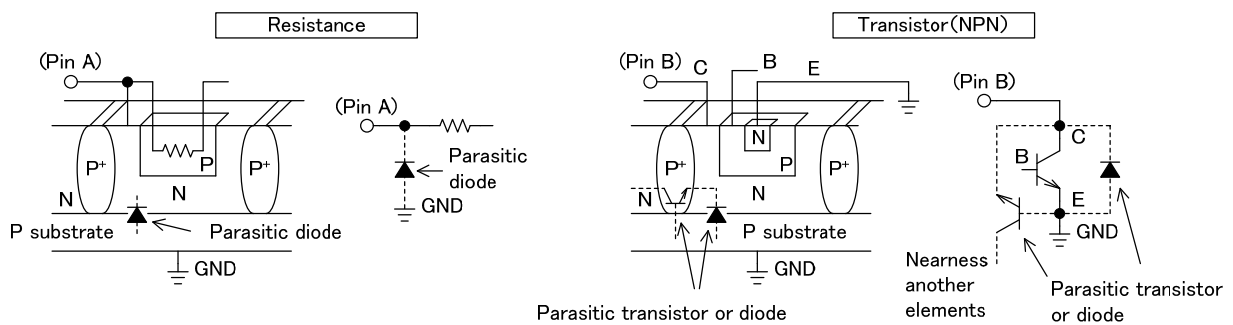 Resistance
(Pin A)
P+
P
P+
N
N
P substrate
Parasitic diode
GND
(Pin A)
Parasitic
diode
GND
Transistor(NPN)
(Pin B)
C
B
E
N
P+
P
P+
N
N
P substrate
GND
Parasitic transistor or diode
(Pin B)
C
B
E
GND
Nearness
another
elements
Parasitic transistor
or diode